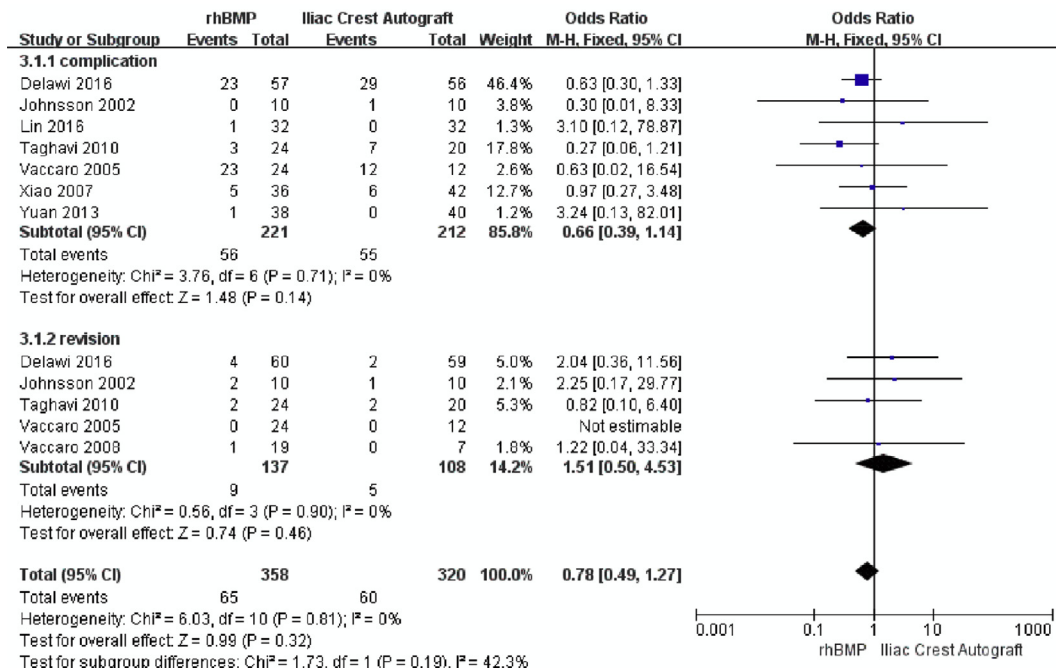 rhBMP Iliac Crest Autograft Odds Ratio Odds Ratio
Study or Subgroup Events Total Events Total Weight M-H, Fixed, 95% CI M-H, Fixed, 95% CI
3.1.1 complication
Delawi 2016 23 57 29 56 46.4% 0.63 [0.30, 1.33]
Johnsson 2002 0 10 1 10 3.8% 0.30 [0.01, 8.33]
Lin 2016 1 32 0 32 1.3% 3.10 [0.12, 78.87]
Taghavi 2010 3 24 7 20 17.8% 0.27 [0.06, 1.21]
Vaccaro 2005 23 24 12 12 2.6% 0.63 [0.02, 16.54]
Xiao 2007 5 36 6 42 12.7% 0.97 [0.27, 3.48]
Yuan 2013 1 38 0 40 1.2% 3.24 [0.13, 82.01]
Subtotal (95% CI) 221 212 85.8% 0.66 [0.39, 1.14]
Total events 56 55
Heterogeneity: Chi² = 3.76, df = 6 (P = 0.71); I² = 0%
Test for overall effect: Z = 1.48 (P = 0.14)
3.1.2 revision
Delawi 2016 4 60 2 59 5.0% 2.04 [0.36, 11.56]
Johnsson 2002 2 10 1 10 2.1% 2.25 [0.17, 29.77]
Taghavi 2010 2 24 2 20 5.3% 0.82 [0.10, 6.40]
Vaccaro 2005 0 24 0 12 Not estimable
Vaccaro 2008 1 19 0 7 1.8% 1.22 [0.04, 33.34]
Subtotal (95% CI) 137 108 14.2% 1.51 [0.50, 4.53]
Total events 9 5
Heterogeneity: Chi² = 0.56, df = 3 (P = 0.90); I² = 0%
Test for overall effect: Z = 0.74 (P = 0.46)
Total (95% CI) 358 320 100.0% 0.78 [0.49, 1.27]
Total events 65 60
Heterogeneity: Chi² = 6.03, df = 10 (P = 0.81); I² = 0%
Test for overall effect: Z = 0.99 (P = 0.32)
Test for subgroup differences: Chi² = 1.73, df = 1 (P = 0.19), I² = 42.3%
0.001 0.1 1 10 1000
rhBMP Iliac Crest Autograft